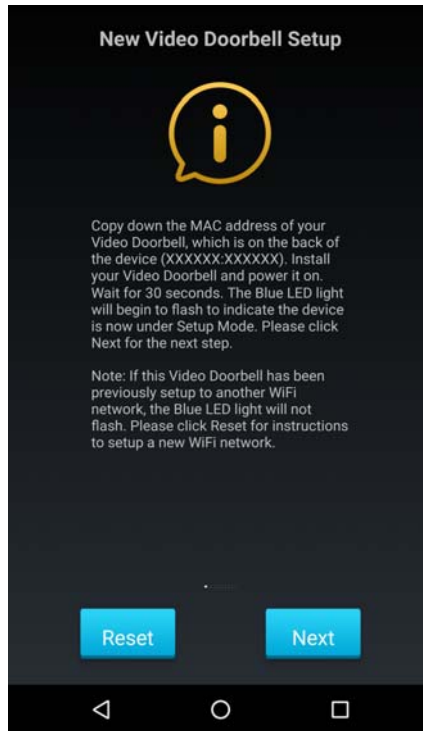 New Video Doorbell Setup
Copy down the MAC address of your
Video Doorbell, which is on the back of
the device (XXXXXX:XXXXXX). Install
your Video Doorbell and power it on.
Wait for 30 seconds. The Blue LED light
will begin to flash to indicate the device
is now under Setup Mode. Please click
Next for the next step.
Note: If this Video Doorbell has been
previously setup to another WiFi
network, the Blue LED light will not
flash. Please click Reset for instructions
to setup a new WiFi network.
Reset
Next